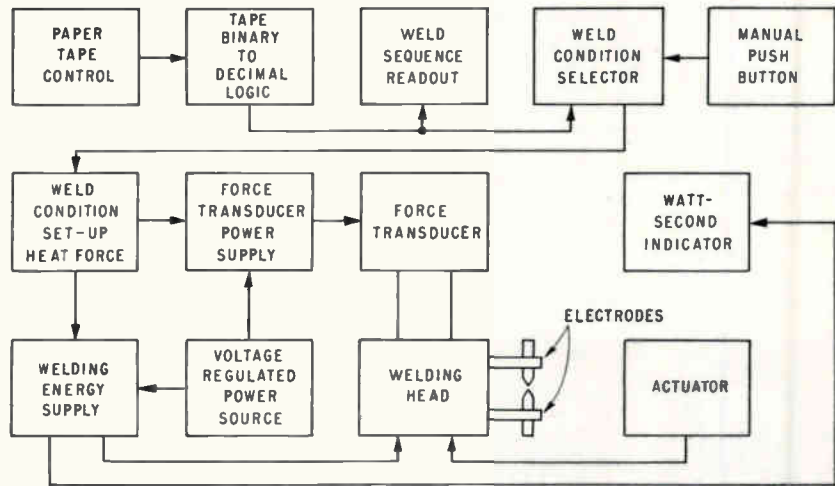 PAPER
TAPE
CONTROL
TAPE
BINARY
TO
DECIMAL
LOGIC
WELD
SEQUENCE
READOUT
WELD
CONDITION
SELECTOR
MANUAL
PUSH
BUTTON
WELD
CONDITION
SET-UP
HEAT FORCE
FORCE
TRANSDUCER
POWER
SUPPLY
FORCE
TRANSDUCER
WATT-
SECOND
INDICATOR
ELECTRODES
WELDING
ENERGY
SUPPLY
VOLTAGE
REGULATED
POWER
SOURCE
WELDING
HEAD
ACTUATOR